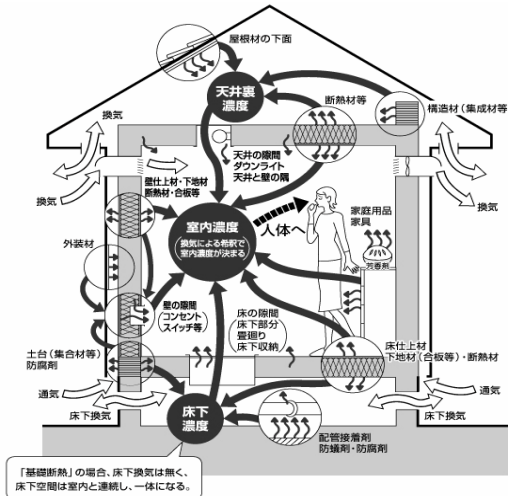 屋根材の下面
天井裏
濃度
断熱材等
構造材（集成材等）
換気
換気
壁仕上材・下地材
断熱材・合板等
天井の隙間
ダウンライト
天井と壁の隅
換気
換気
室内濃度
（換気による希釈で
室内濃度が決まる）
人体へ
家庭用品
家具
芳香剤
外装材
壁の隙間
コンセント
スイッチ等
床の隙間
床下部分
畳廻り
床下収納
土台（集合材等）
防腐剤
床仕上材
下地材（合板等）・断熱材
通気
床下換気
通気
床下換気
床下
濃度
配管接着剤
防蟻剤・防腐剤
「基礎断熱」の場合、床下換気は無く、
床下空間は室内と連続し、一体になる。